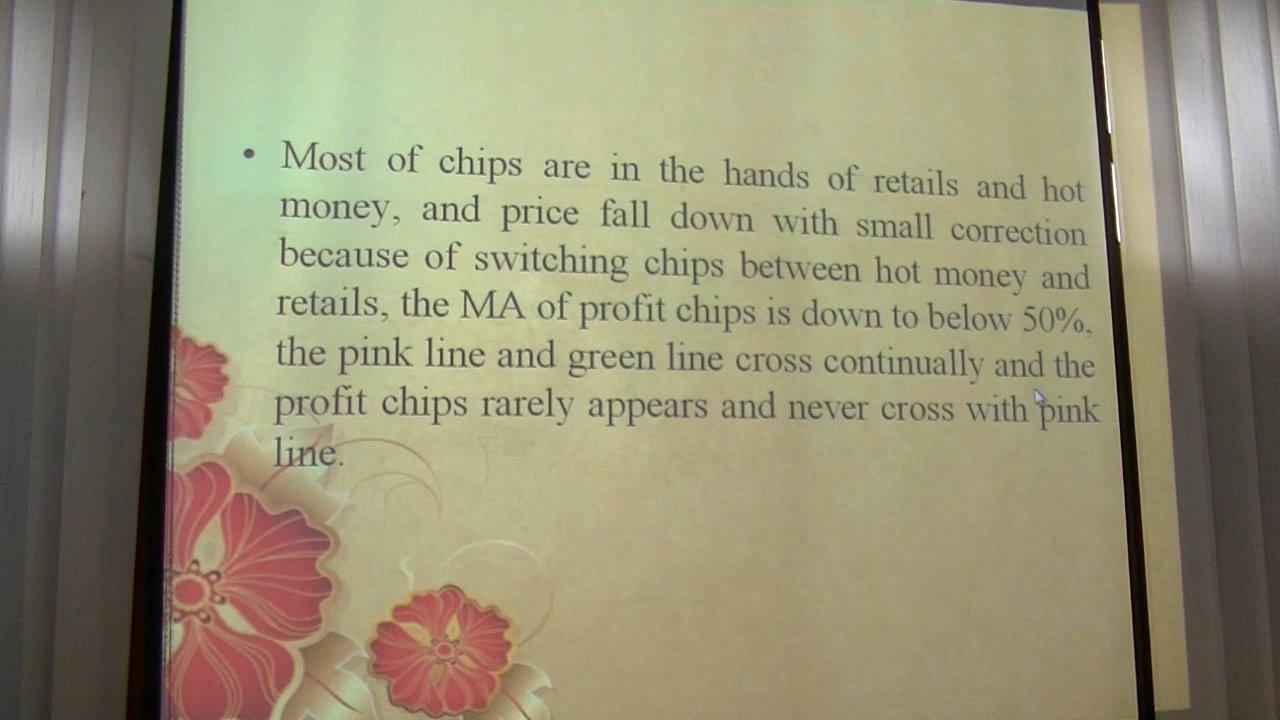 • Most of chips are in the hands of retails and hot
money, and price fall down with small correction
because of switching chips between hot money and
retails, the MA of profit chips is down to below 50%,
the pink line and green line cross continually and the
profit chips rarely appears and never cross with pink
line.